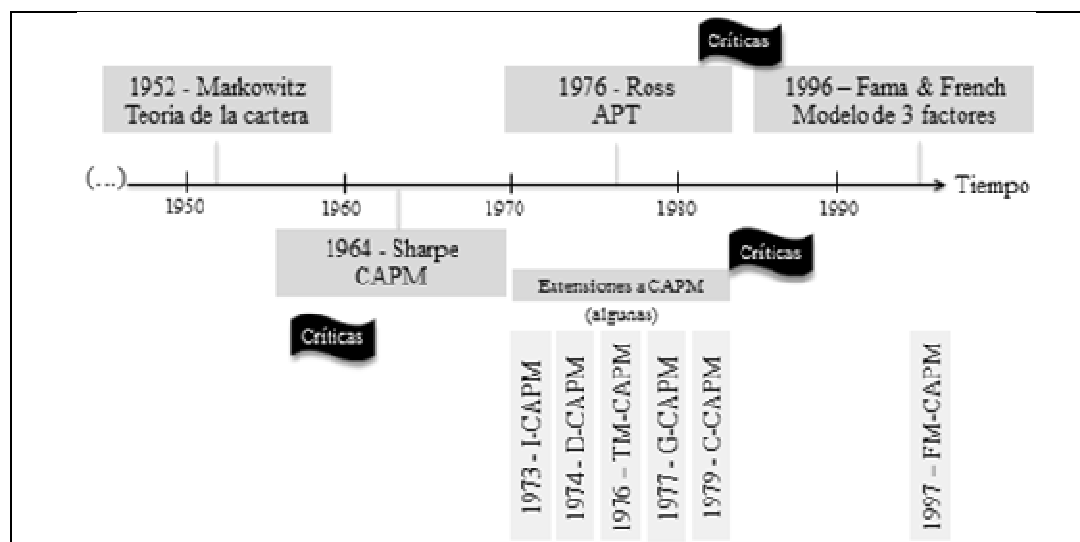 Críticas
1952 - Markowitz
Teoría de la cartera
1976 - Ross
APT
1996 – Fama & French
Modelo de 3 factores
(...)
Tiempo
1950
1960
1970
1980
1990
1964 - Sharpe
CAPM
Críticas
Extensiones a CAPM
(algunas)
Críticas
1973 - I-CAPM
1974 - D-CAPM
1976 – TM-CAPM
1977 - G-CAPM
1979 - C-CAPM
1997 – FM-CAPM